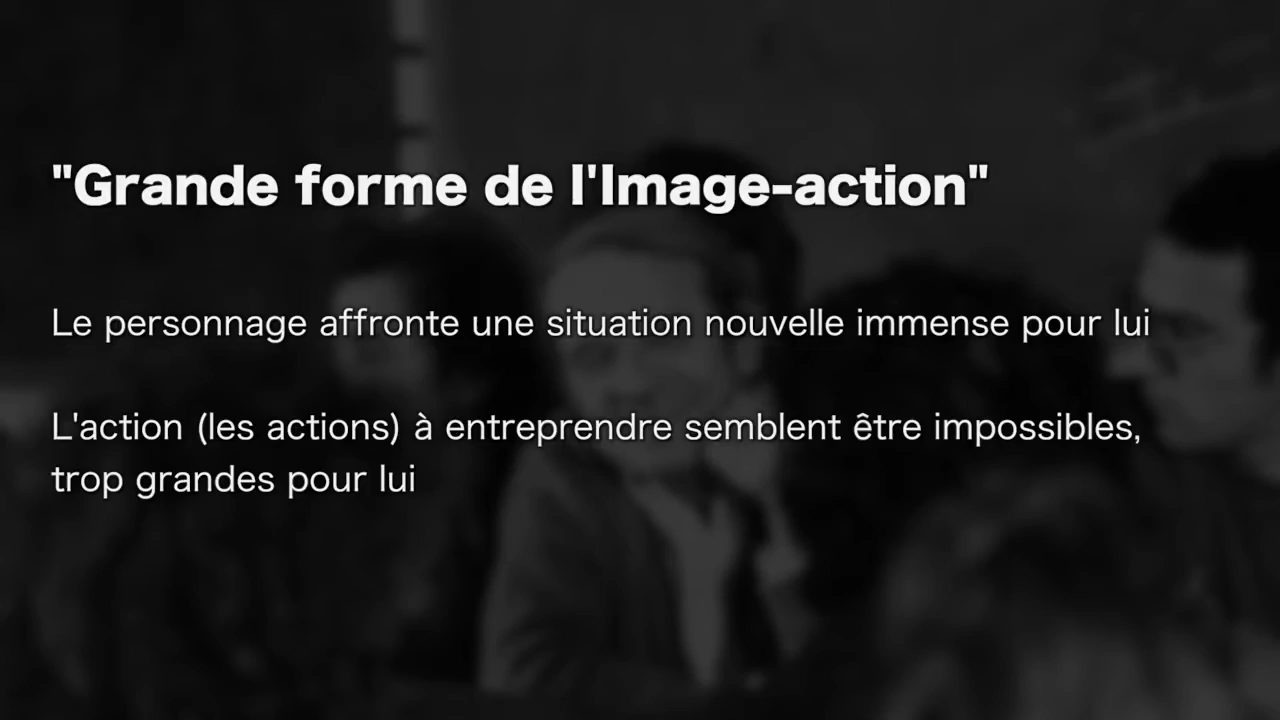 "Grande forme de l'Image-action"
Le personnage affronte une situation nouvelle immense pour lui
L'action (les actions) à entreprendre semblent être impossibles,
trop grandes pour lui